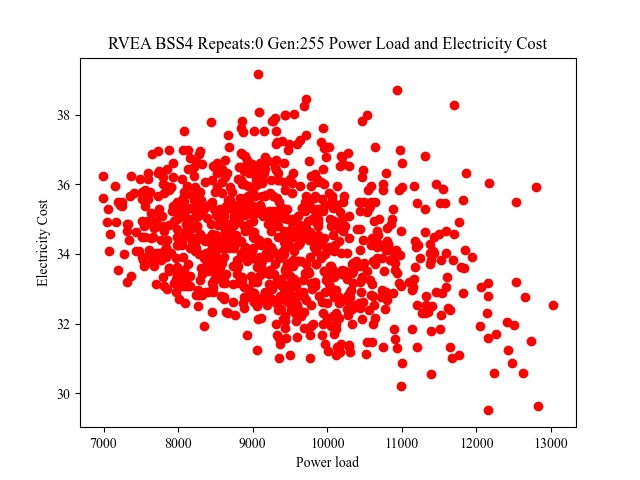 RVEA BSS4 Repeats:0 Gen:255 Power Load and Electricity Cost
38
36
34
32
30
Electricity Cost
7000 8000 9000 10000 11000 12000 13000
Power load